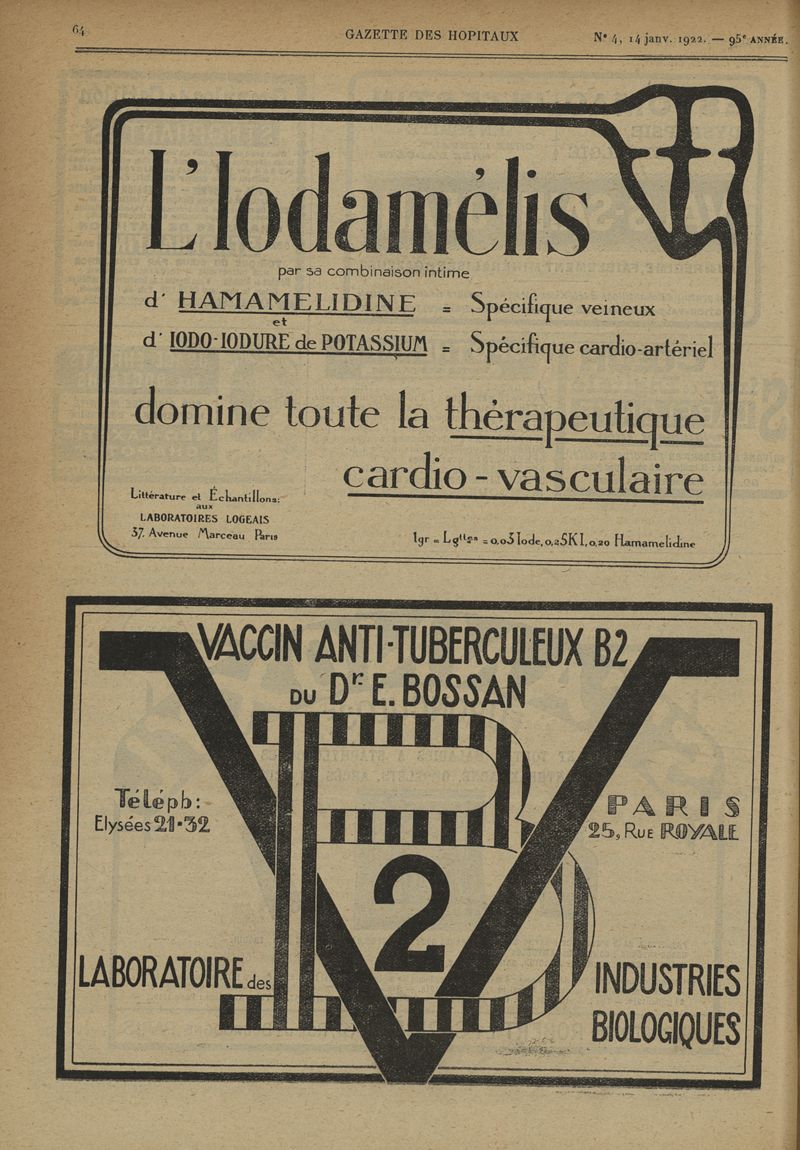 64
GAZETTE DES HOPITAUX
N° 4, 14 janv. 1922. — 95e ANNÉE.
L'Iodamélis
par sa combinaison intime
d' HAMAMELIDINE = Spécifique veineux
et
d' IODO-IODURE de POTASSIUM = Spécifique cardio-artériel
domine toute la thérapeutique
cardio-vasculaire
Littérature et Échantillons:
aux
LABORATOIRES LOGEAIS
37. Avenue Marceau Paris
1gr = Lgttes = 0,03 Iode, 0,25KI, 0,20 Hamamelidine
VACCIN ANTI-TUBERCULEUX B2
DU Dr E. BOSSAN
Téléph:
Elysées 21-32
PARIS
25, RUE ROYALE
VB
2
LABORATOIRE des
INDUSTRIES
BIOLOGIQUES